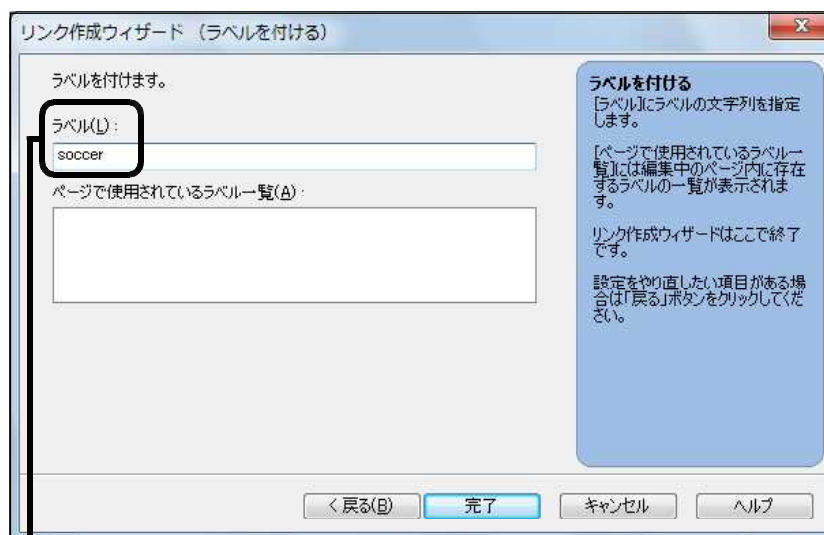 リンク作成ウィザード （ラベルを付ける）
ラベルを付けます。
ラベル(L)：
soccer
ページで使用されているラベル一覧(A)：
ラベルを付ける
[ラベル]にラベルの文字列を指定
します。
[ページで使用されているラベル一
覧]には編集中のページ内に存在
するラベルの一覧が表示されま
す。
リンク作成ウィザードはここで終了
です。
設定をやり直したい項目がある場
合は「戻る」ボタンをクリックしてくだ
さい。
< 戻る(B)
完了
キャンセル
ヘルプ